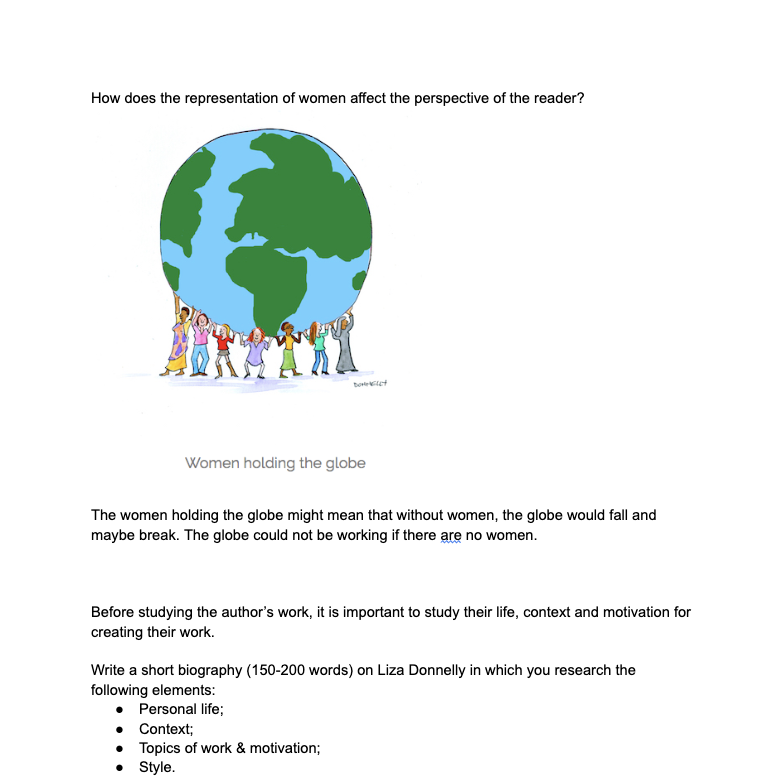 How does the representation of women affect the perspective of the reader?
DONNELLY
Women holding the globe
The women holding the globe might mean that without women, the globe would fall and
maybe break. The globe could not be working if there are no women.
Before studying the author’s work, it is important to study their life, context and motivation for
creating their work.
Write a short biography (150-200 words) on Liza Donnelly in which you research the
following elements:
● Personal life;
● Context;
● Topics of work & motivation;
● Style.